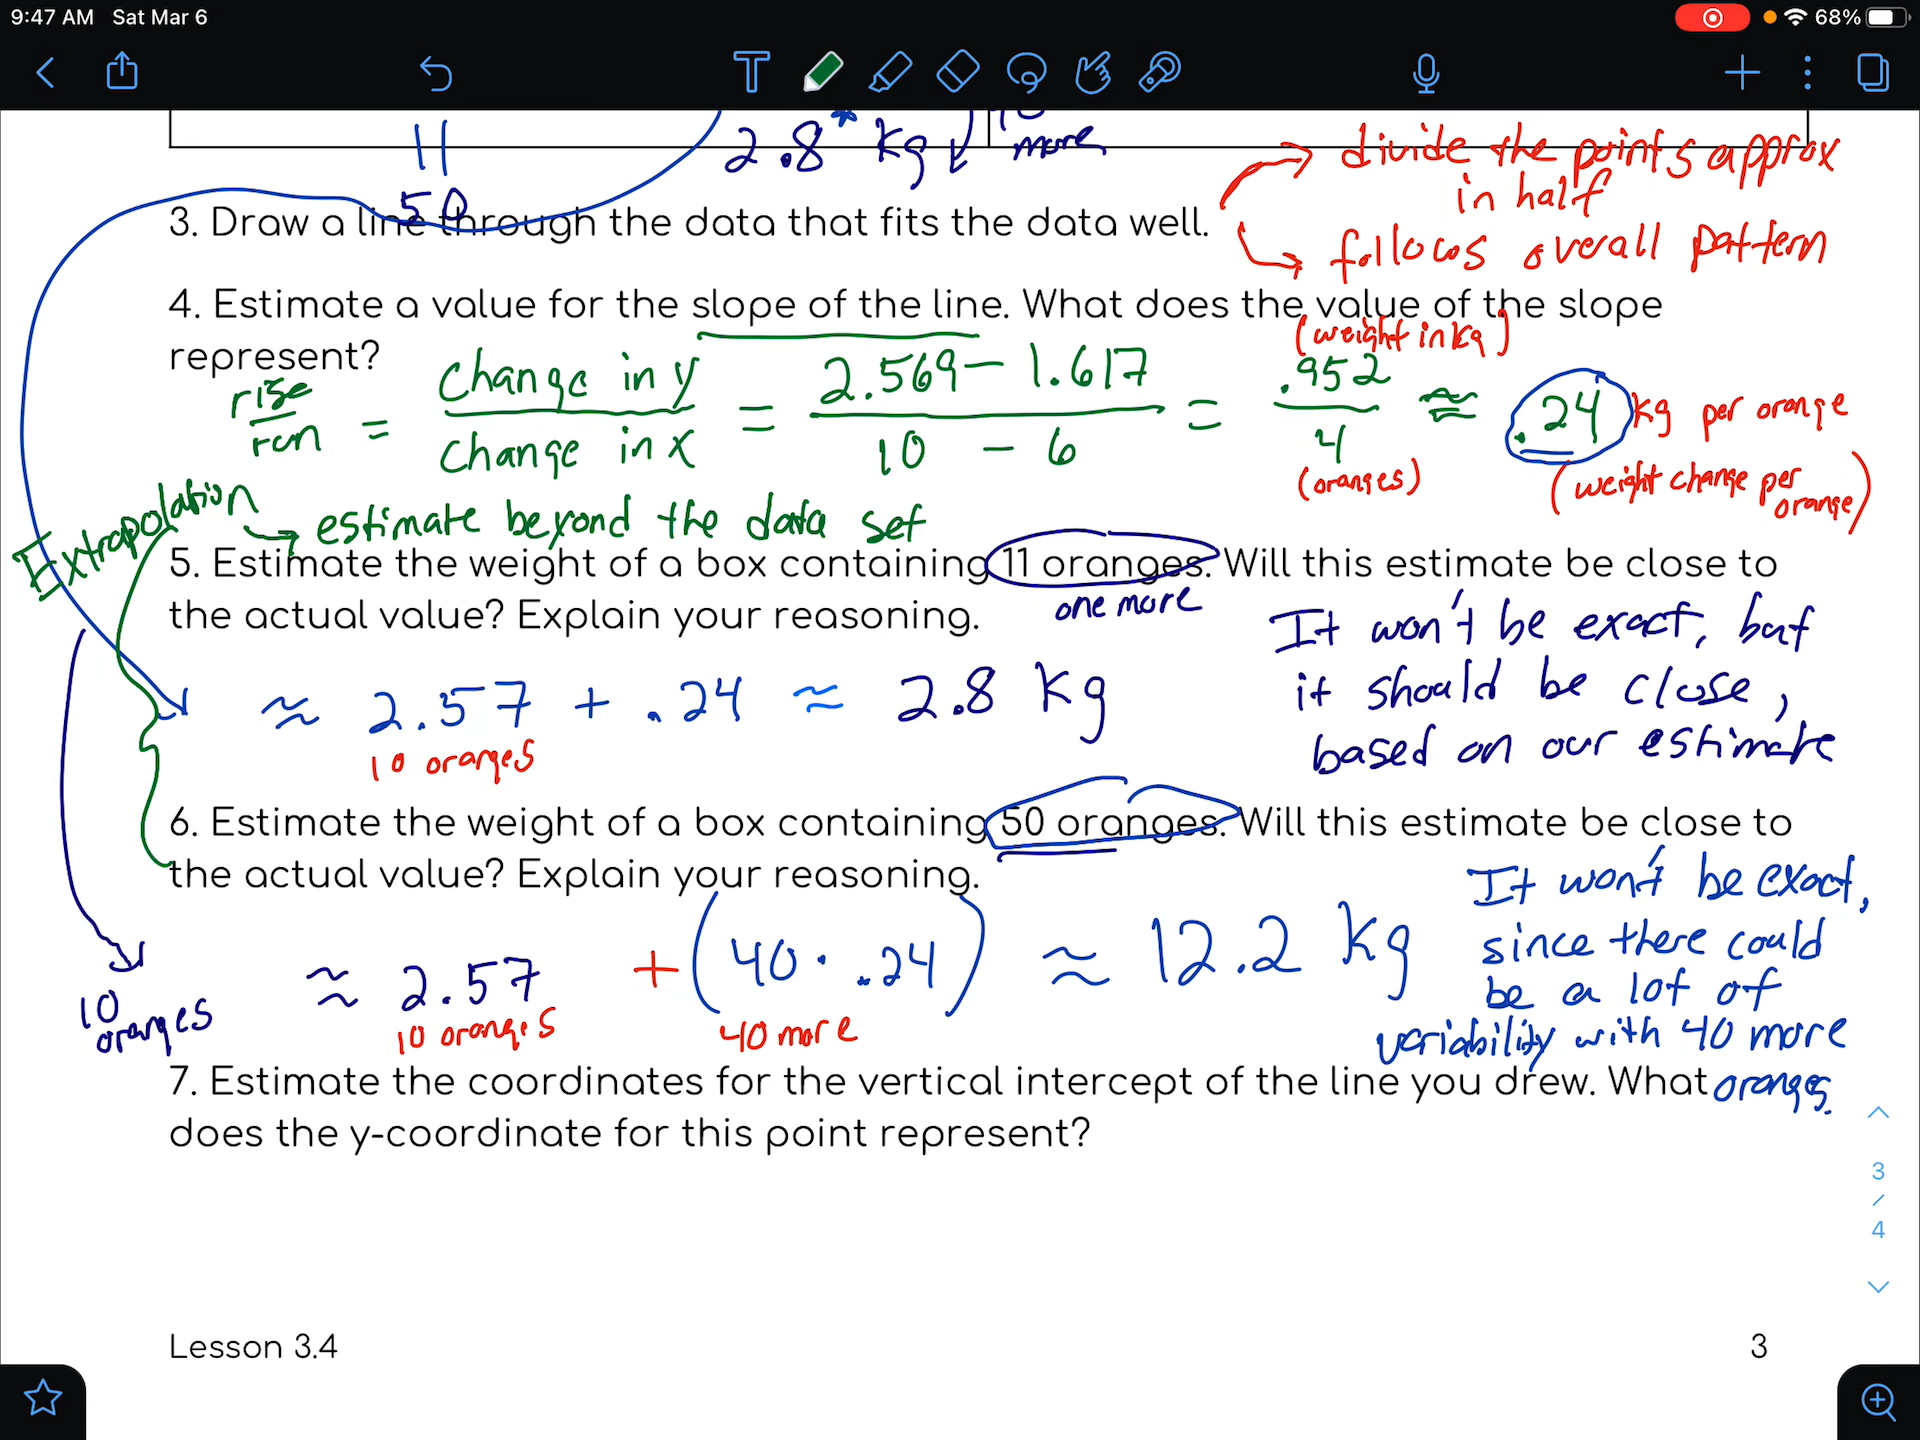 9:47 AM Sat Mar 6
68%
T
11
2.8* kg
more
50
divide the points approx
in half
3. Draw a line through the data that fits the data well.
follows overall pattern
4. Estimate a value for the slope of the line. What does the value of the slope
represent?
(weight in kg)
rise
run
= change in y
change in x
= 2.569 - 1.617
10 - 6
= .952
4
(oranges)
≈ .24 kg per orange
(weight change per
orange)
Extrapolation
→ estimate beyond the data set
5. Estimate the weight of a box containing 11 oranges. Will this estimate be close to
the actual value? Explain your reasoning.
one more
≈ 2.57 + .24 ≈ 2.8 kg
10 oranges
It won't be exact, but
it should be close,
based on our estimate
6. Estimate the weight of a box containing 50 oranges. Will this estimate be close to
the actual value? Explain your reasoning.
10
oranges
≈ 2.57 + (40 · .24) ≈ 12.2 kg
10 oranges
40 more
It won't be exact,
since there could
be a lot of
variability with 40 more
oranges.
7. Estimate the coordinates for the vertical intercept of the line you drew. What
does the y-coordinate for this point represent?
3
/
4
Lesson 3.4
3